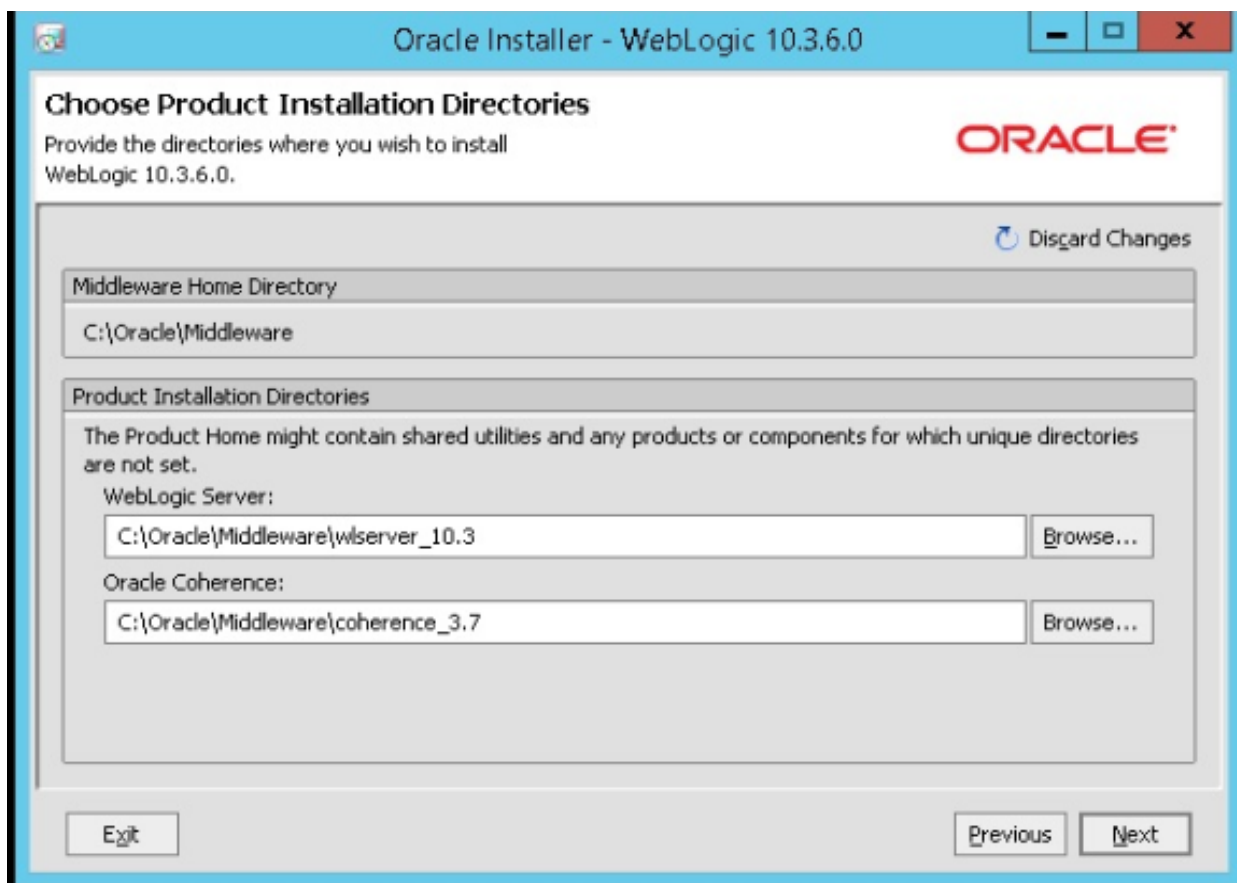 Oracle Installer - WebLogic 10.3.6.0
Choose Product Installation Directories
Provide the directories where you wish to install
WebLogic 10.3.6.0.
ORACLE
Discard Changes
Middleware Home Directory
C:\Oracle\Middleware
Product Installation Directories
The Product Home might contain shared utilities and any products or components for which unique directories
are not set.
WebLogic Server:
C:\Oracle\Middleware\wlserver_10.3
Browse...
Oracle Coherence:
C:\Oracle\Middleware\coherence_3.7
Browse...
Exit
Previous
Next